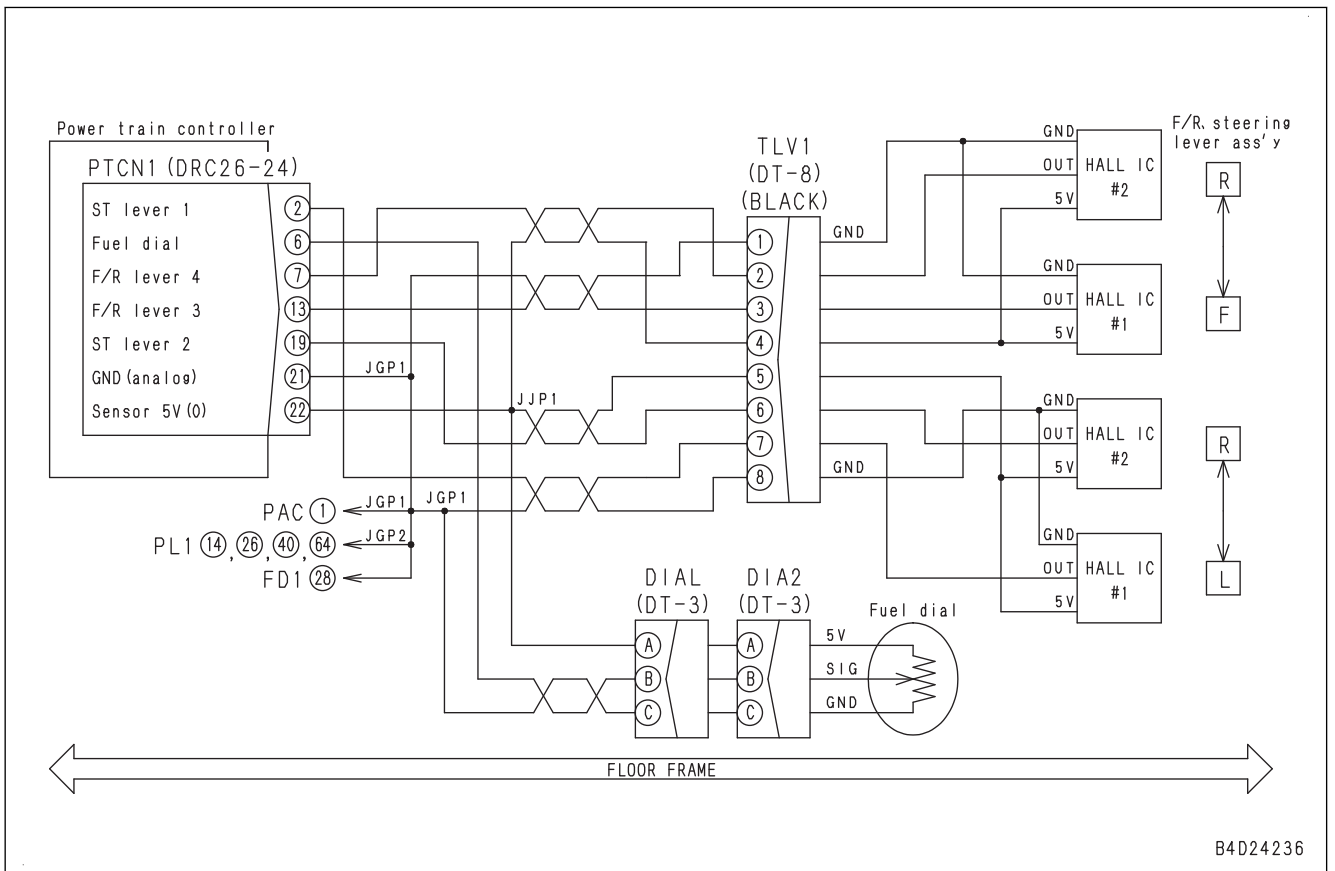 Power train controller
PTCN1 (DRC26-24)
ST lever 1 2
Fuel dial 6
F/R lever 4 7
F/R lever 3 13
ST lever 2 19
GND (analog) 21
Sensor 5V (0) 22
JGP1
JJP1
PAC 1 JGP1 JGP1
PL1 14, 26, 40, 64 JGP2
FD1 28
TLV1
(DT-8)
(BLACK)
1 GND
2
3
4
5
6
7
8 GND
F/R, steering
lever ass'y
GND
OUT HALL IC
#2
5V
R
GND
OUT HALL IC
#1
5V
F
GND
OUT HALL IC
#2
5V
R
GND
OUT HALL IC
#1
5V
L
DIAL
(DT-3)
A
B
C
DIA2
(DT-3)
A 5V
B SIG
C GND
Fuel dial
FLOOR FRAME
B4D24236